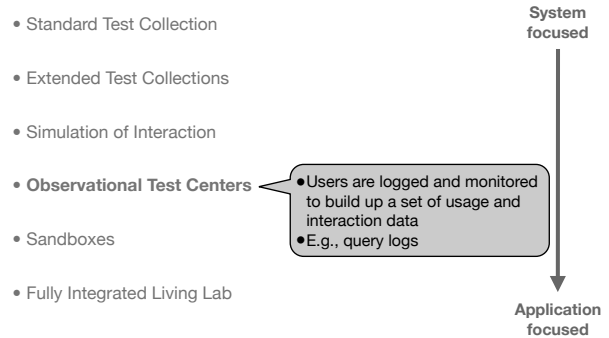 • Standard Test Collection
System
focused
• Extended Test Collections
• Simulation of Interaction
• Observational Test Centers
●Users are logged and monitored
to build up a set of usage and
interaction data
●E.g., query logs
• Sandboxes
• Fully Integrated Living Lab
Application
focused